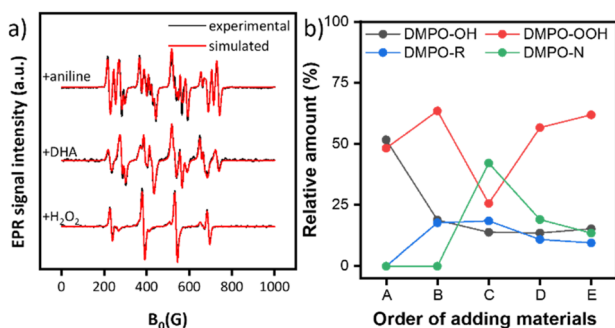 a)
experimental
simulated
+aniline
+DHA
+H₂O₂
EPR signal intensity (a.u.)
0 200 400 600 800 1000
B₀(G)
b)
DMPO-OH DMPO-OOH
DMPO-R DMPO-N
100
75
50
25
0
Relative amount (%)
A B C D E
Order of adding materials